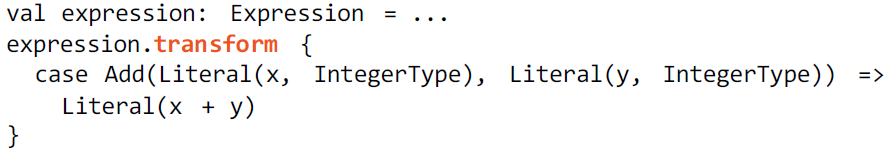 val expression: Expression = ...
expression.transform {
  case Add(Literal(x, IntegerType), Literal(y, IntegerType)) =>
    Literal(x + y)
}